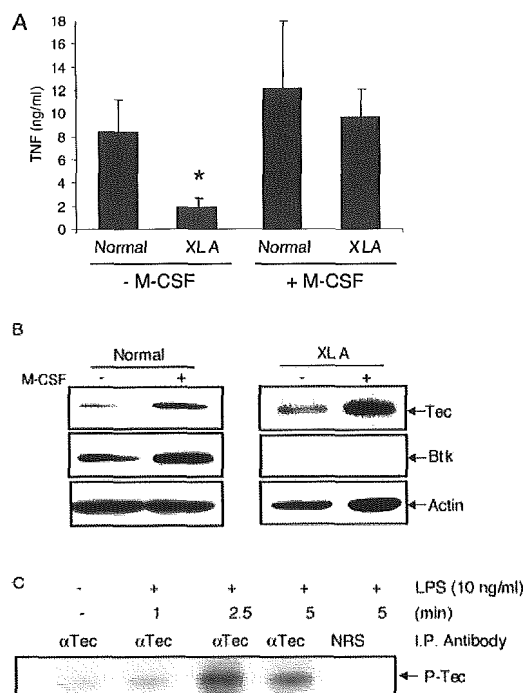 A
TNF (ng/ml)
18
16
14
12
10
8
6
4
2
0
*
Normal XLA Normal XLA
- M-CSF + M-CSF
B
Normal XLA
M-CSF - + - +
Tec
Btk
Actin
C
- + + + + LPS (10 ng/ml)
- 1 2.5 5 5 (min)
αTec αTec αTec αTec NRS I.P. Antibody
P-Tec